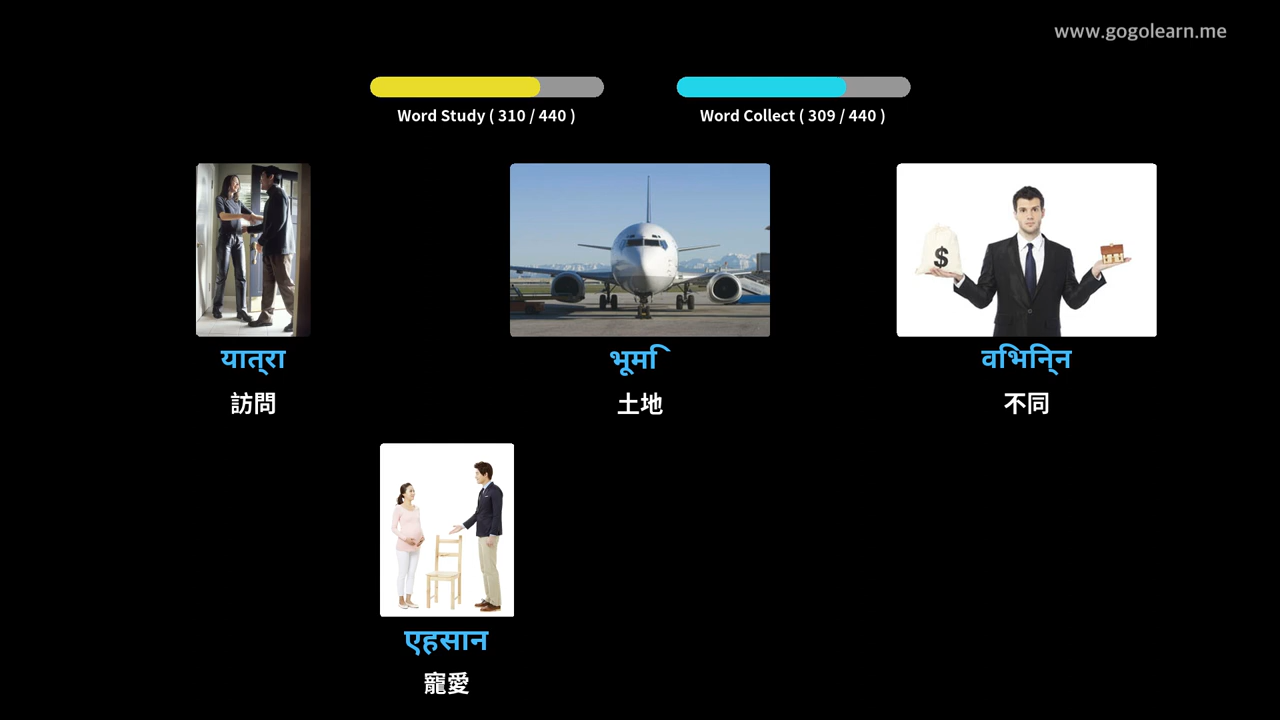 www.gogolearn.me
Word Study ( 310 / 440 )
Word Collect ( 309 / 440 )
यात्रा
भूमि
विभिन्न
訪問
土地
不同
एहसान
寵愛